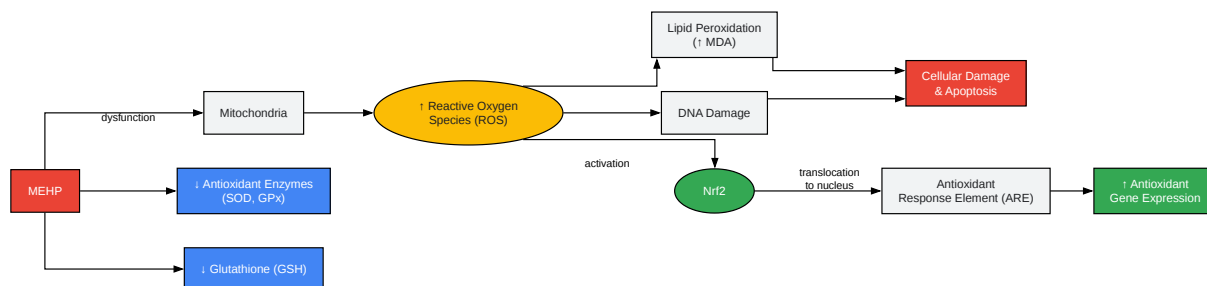 Lipid Peroxidation
(↑ MDA)
Cellular Damage
& Apoptosis
dysfunction
Mitochondria
↑ Reactive Oxygen
Species (ROS)
DNA Damage
activation
MEHP
↓ Antioxidant Enzymes
(SOD, GPx)
Nrf2
translocation
to nucleus
Antioxidant
Response Element (ARE)
↑ Antioxidant
Gene Expression
↓ Glutathione (GSH)